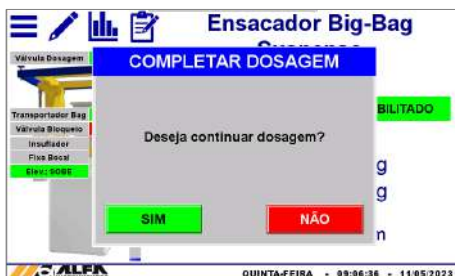 Ensacador Big-Bag
Válvula Dosagem
COMPLETAR DOSAGEM
Transportador Bag
BILITADO
Válvula Bloqueio
Deseja continuar dosagem?
Insuflador
Fixa Bocal
g
Elev.: SOBE
g
SIM
NÃO
m
ALFA
QUINTA-FEIRA - 09:06:36 - 11/05/2023